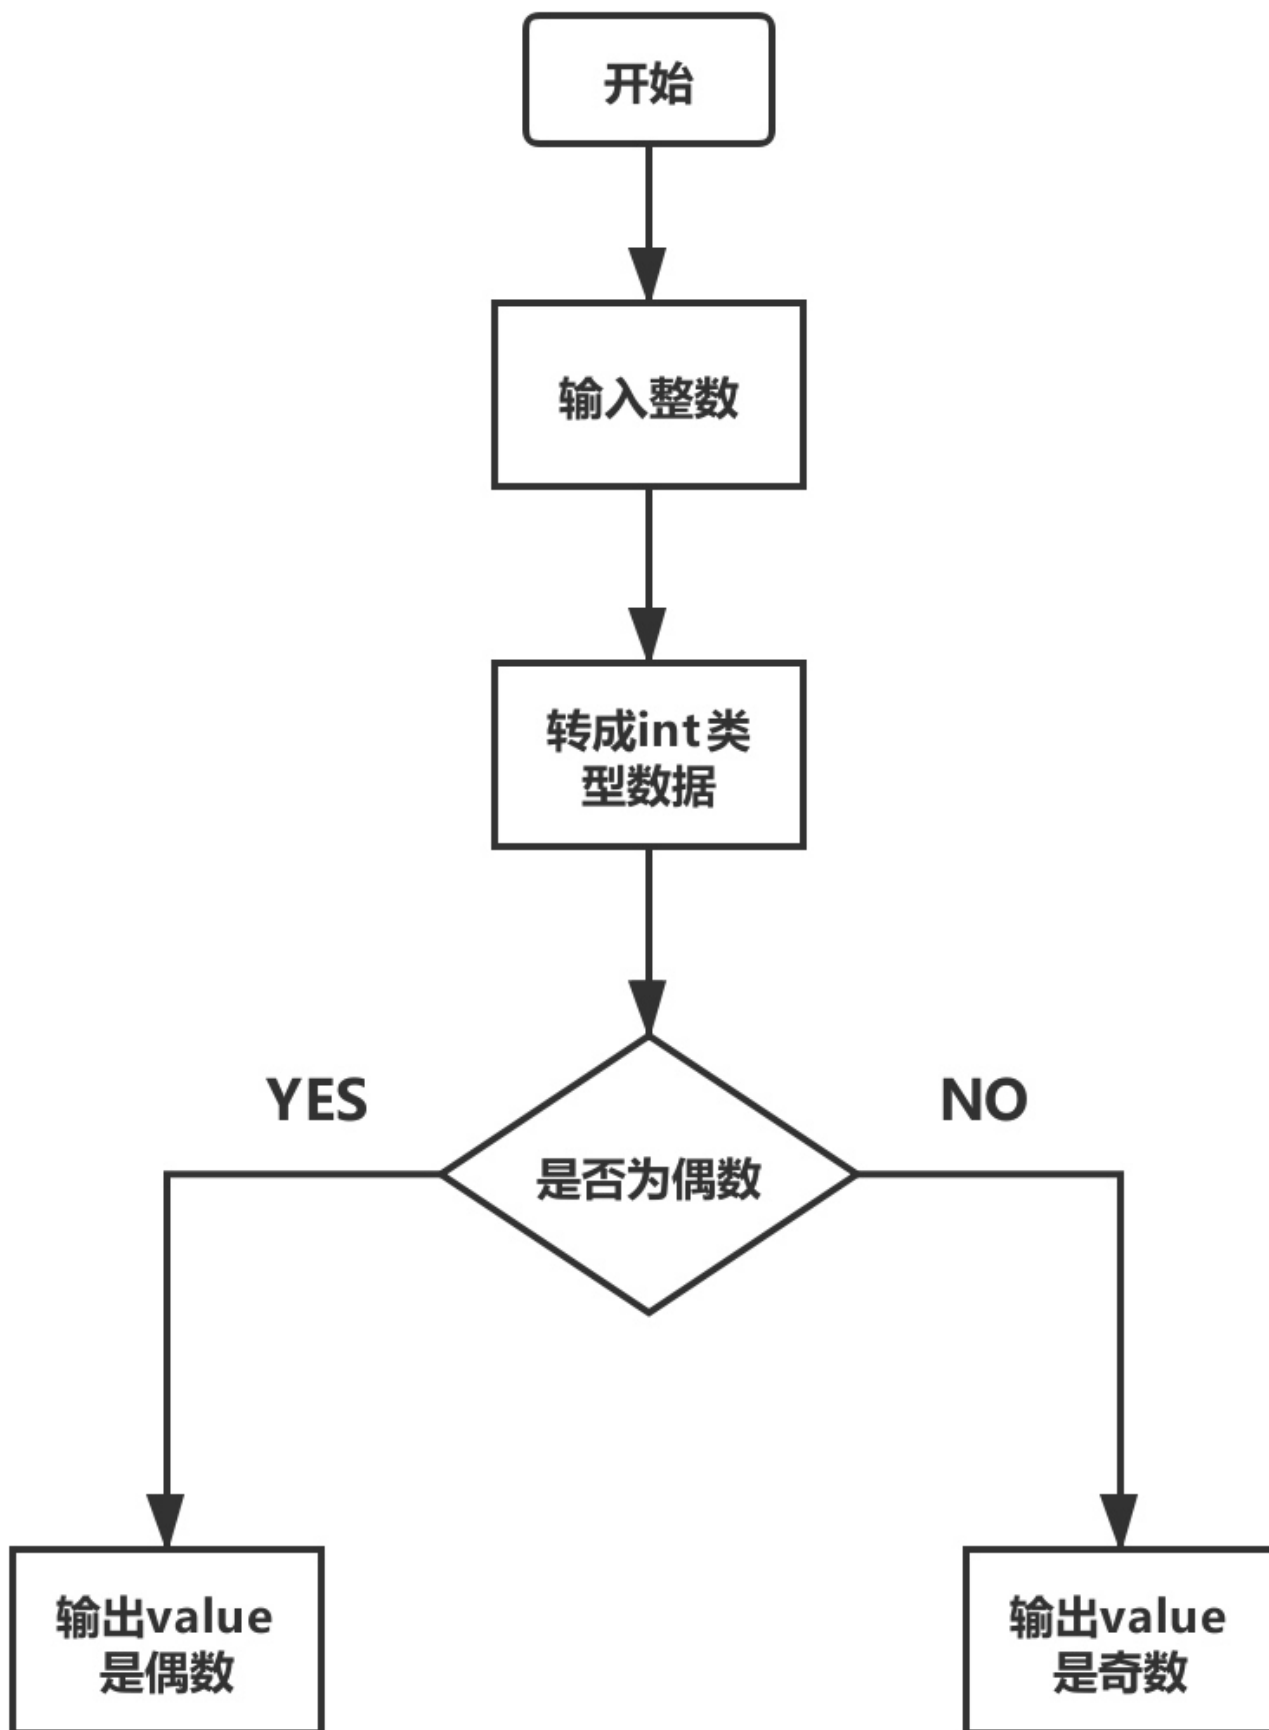 开始
输入整数
转成int类
型数据
YES
NO
是否为偶数
输出value
是偶数
输出value
是奇数